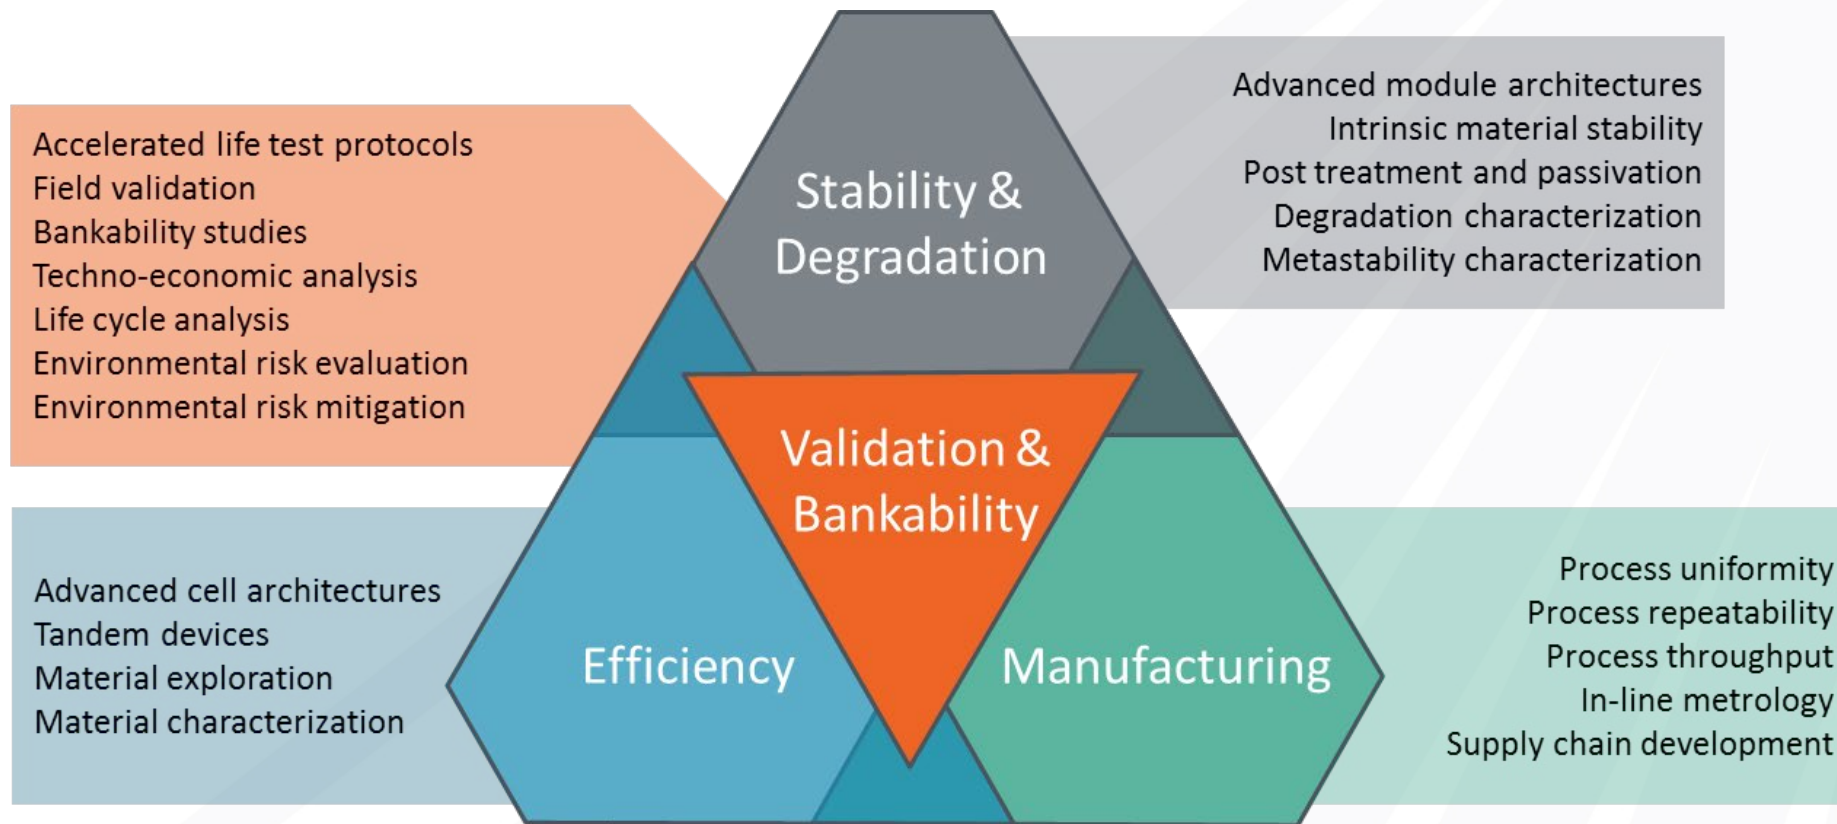 Accelerated life test protocols
Field validation
Bankability studies
Techno-economic analysis
Life cycle analysis
Environmental risk evaluation
Environmental risk mitigation
Stability &
Degradation
Advanced module architectures
Intrinsic material stability
Post treatment and passivation
Degradation characterization
Metastability characterization
Validation &
Bankability
Advanced cell architectures
Tandem devices
Material exploration
Material characterization
Efficiency
Manufacturing
Process uniformity
Process repeatability
Process throughput
In-line metrology
Supply chain development